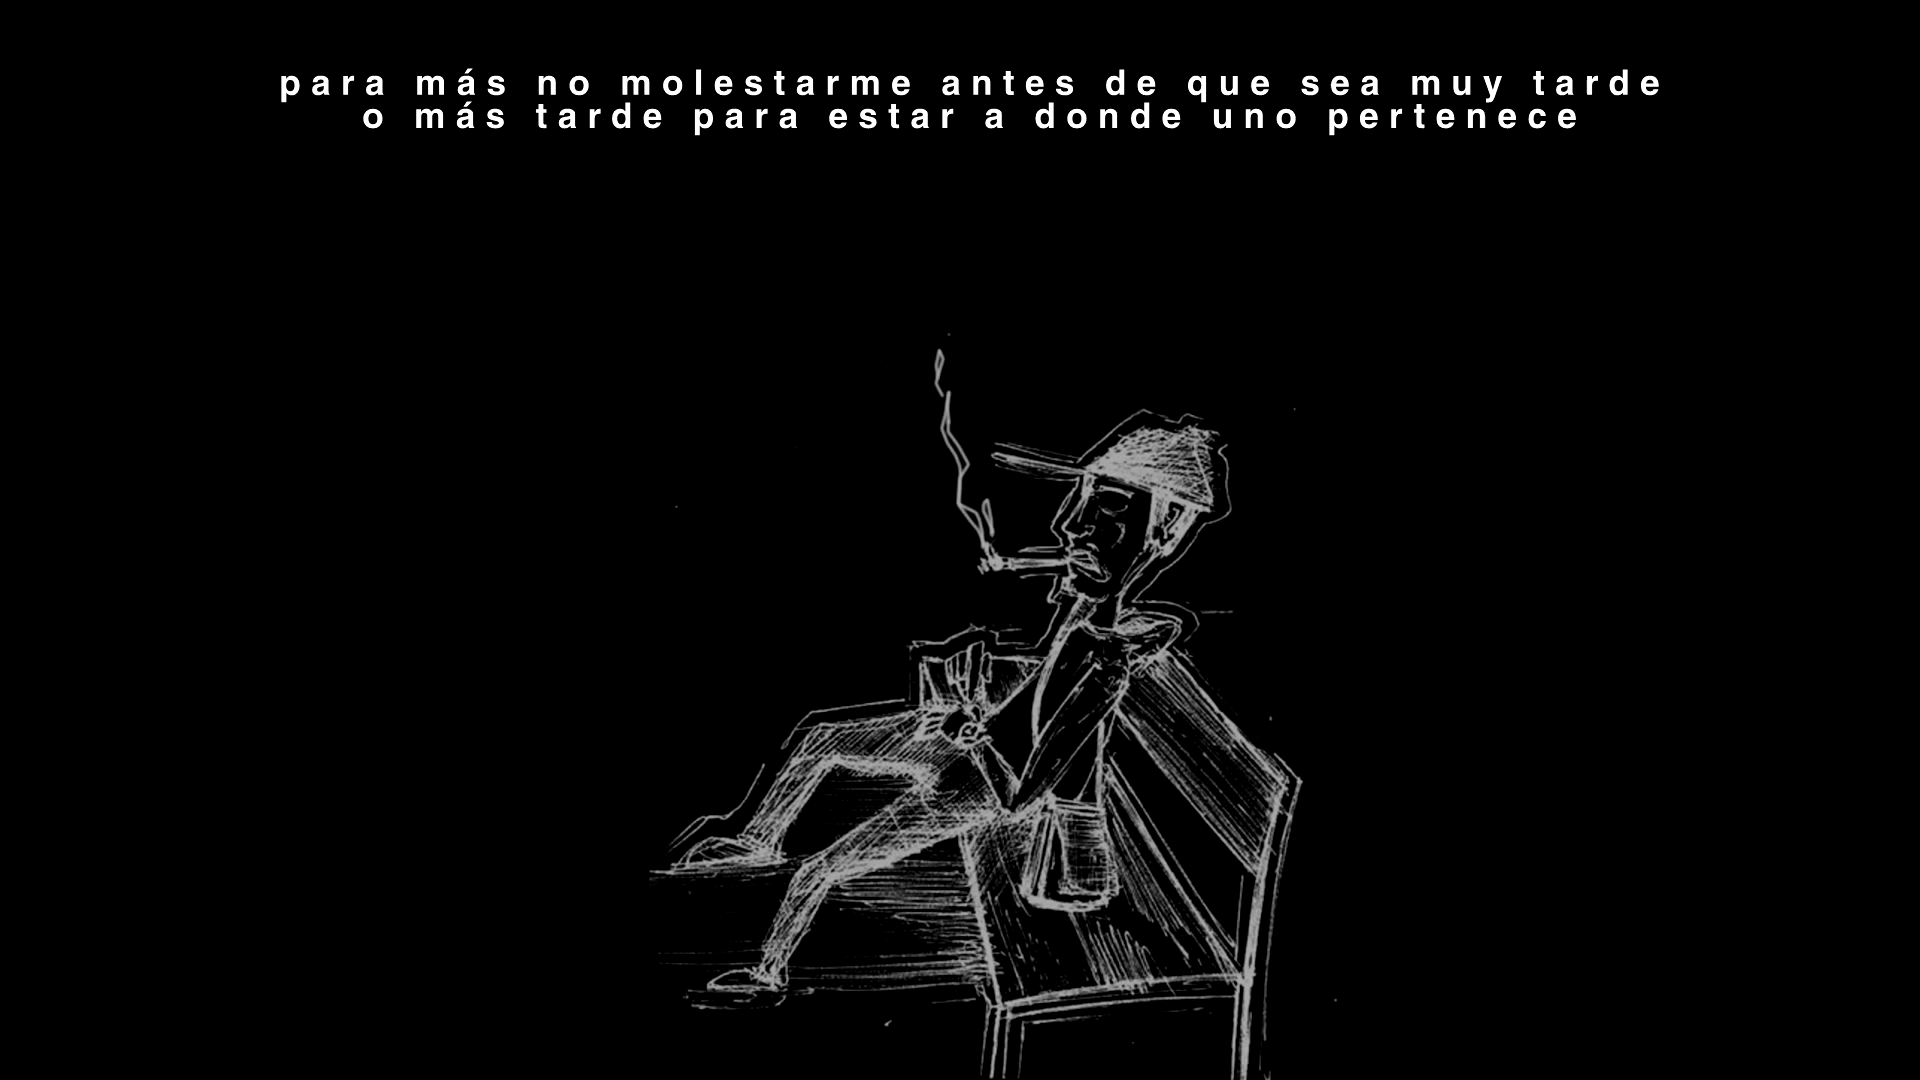 para más no molestarme antes de que sea muy tarde
o más tarde para estar a donde uno pertenece